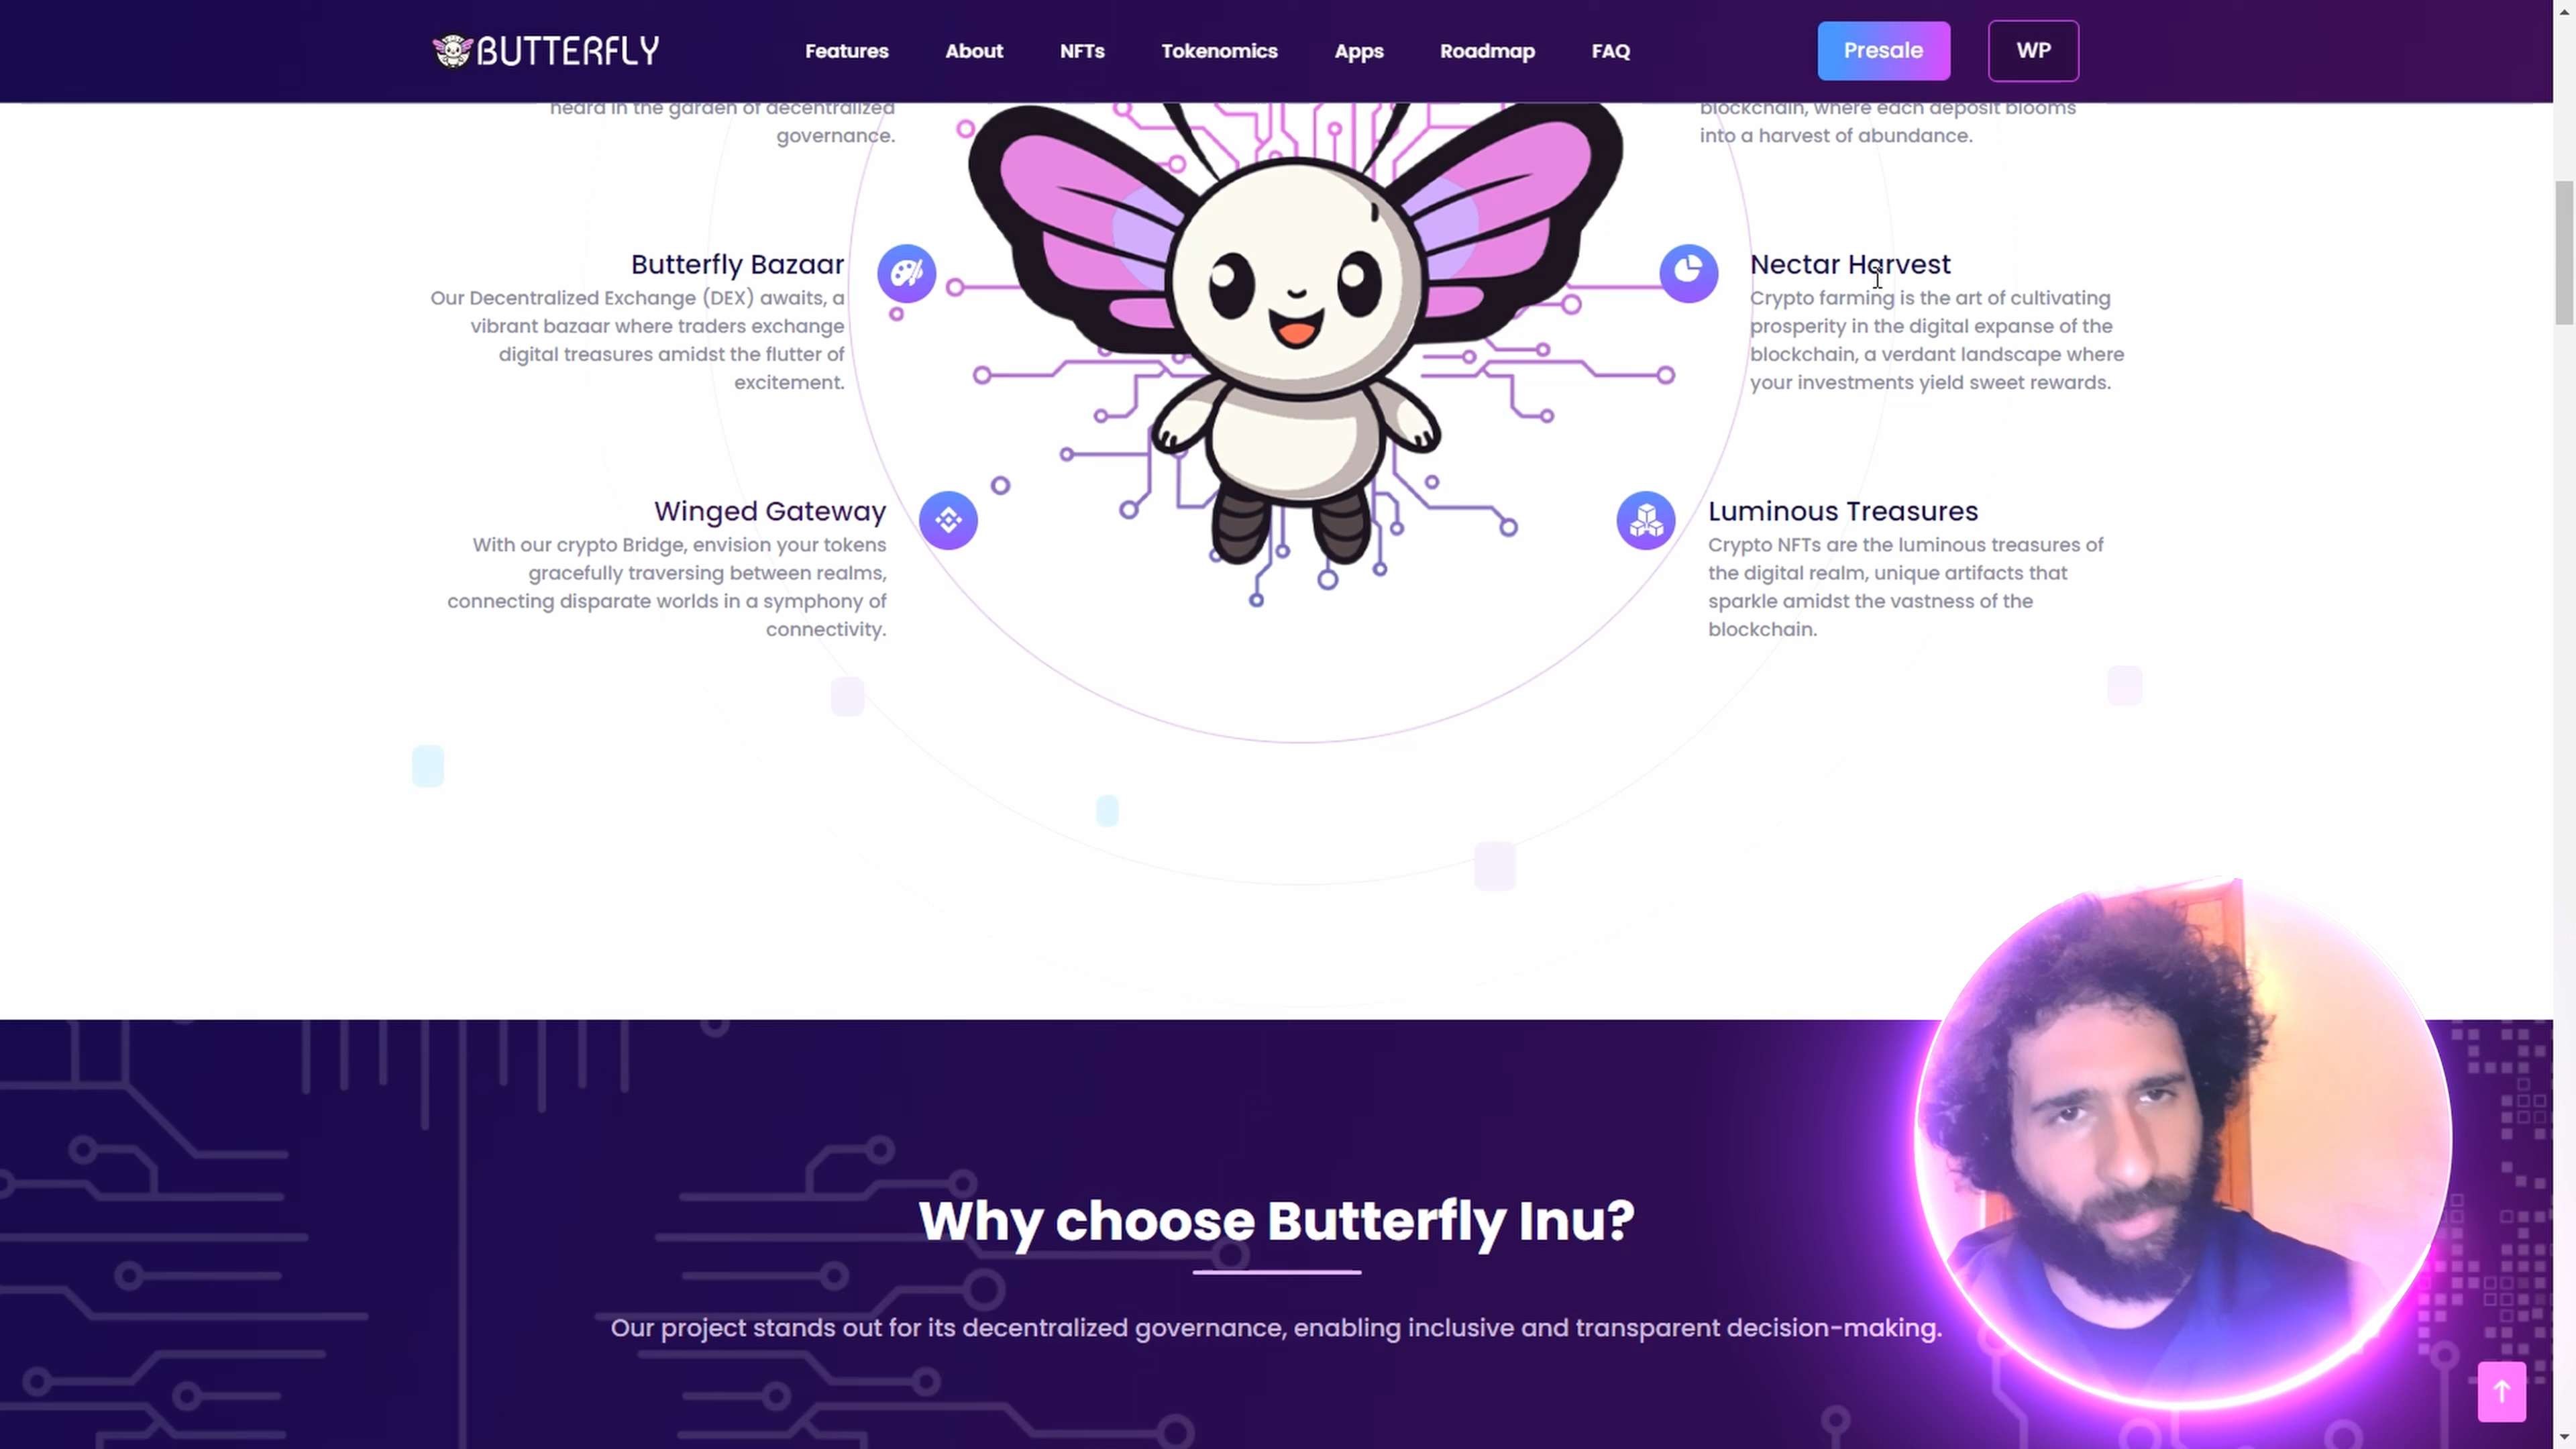 BUTTERFLY
Features
About
NFTs
Tokenomics
Apps
Roadmap
FAQ
Presale
WP
heard in the garden of decentralized
governance.
blockchain, where each deposit blooms
into a harvest of abundance.
Butterfly Bazaar
Our Decentralized Exchange (DEX) awaits, a
vibrant bazaar where traders exchange
digital treasures amidst the flutter of
excitement.
Nectar Harvest
Crypto farming is the art of cultivating
prosperity in the digital expanse of the
blockchain, a verdant landscape where
your investments yield sweet rewards.
Winged Gateway
With our crypto Bridge, envision your tokens
gracefully traversing between realms,
connecting disparate worlds in a symphony of
connectivity.
Luminous Treasures
Crypto NFTs are the luminous treasures of
the digital realm, unique artifacts that
sparkle amidst the vastness of the
blockchain.
Why choose Butterfly Inu?
Our project stands out for its decentralized governance, enabling inclusive and transparent decision-making.